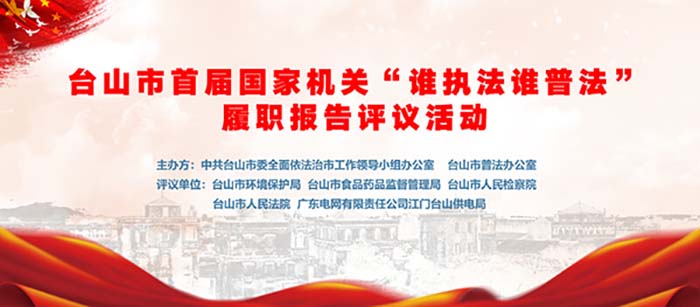 台山市首届国家机关“谁执法谁普法”
履职报告评议活动
主办方：中共台山市委全面依法治市工作领导小组办公室 台山市普法办公室
评议单位：台山市环境保护局 台山市食品药品监督管理局 台山市人民检察院
台山市人民法院 广东电网有限责任公司江门台山供电局